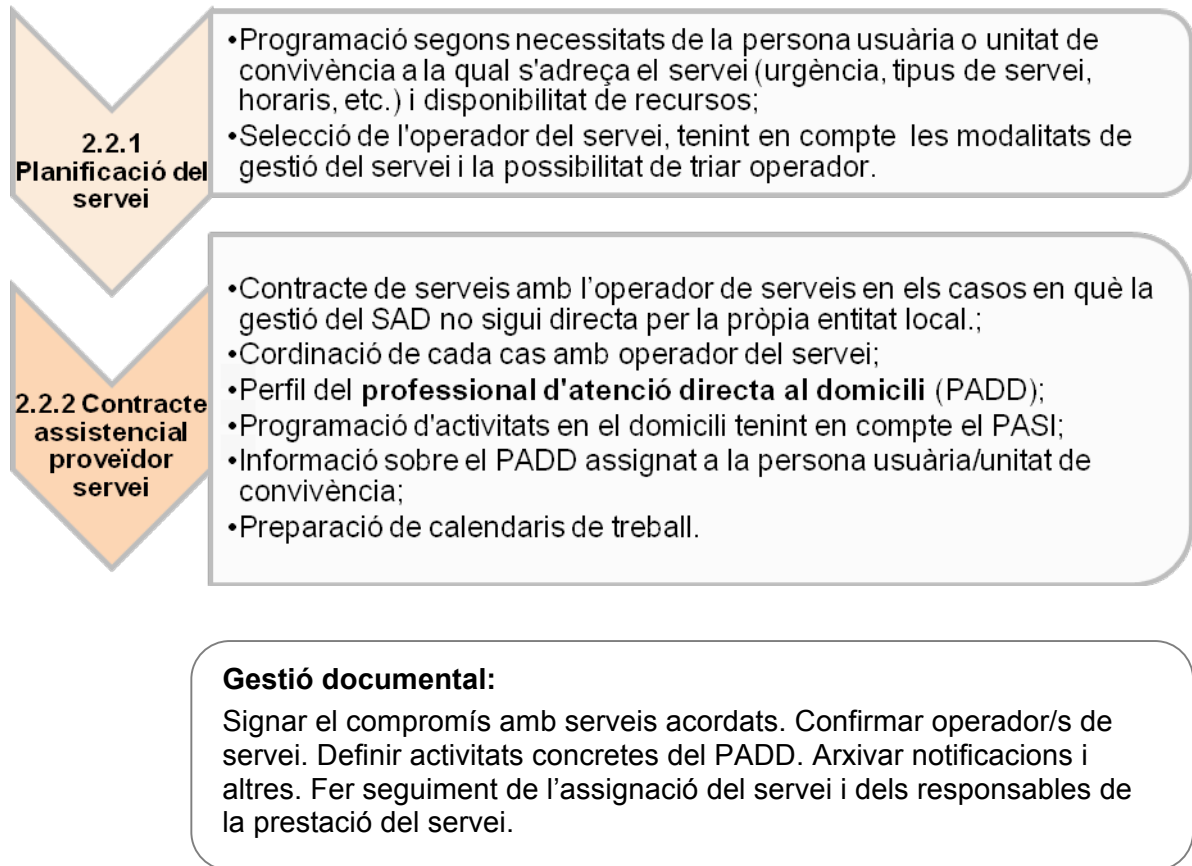 2.2.1
Planificació del
servei
•Programació segons necessitats de la persona usuària o unitat de
convivència a la qual s'adreça el servei (urgència, tipus de servei,
horaris, etc.) i disponibilitat de recursos;
•Selecció de l'operador del servei, tenint en compte les modalitats de
gestió del servei i la possibilitat de triar operador.
2.2.2 Contracte
assistencial
proveïdor
servei
•Contracte de serveis amb l’operador de serveis en els casos en què la
gestió del SAD no sigui directa per la pròpia entitat local.;
•Cordinació de cada cas amb operador del servei;
•Perfil del professional d'atenció directa al domicili (PADD);
•Programació d'activitats en el domicili tenint en compte el PASI;
•Informació sobre el PADD assignat a la persona usuària/unitat de
convivència;
•Preparació de calendaris de treball.
Gestió documental:
Signar el compromís amb serveis acordats. Confirmar operador/s de
servei. Definir activitats concretes del PADD. Arxivar notificacions i
altres. Fer seguiment de l’assignació del servei i dels responsables de
la prestació del servei.